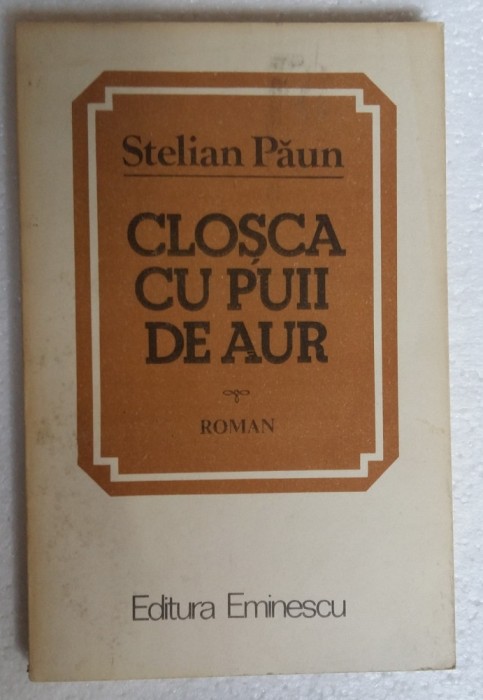 Stelian Păun
CLOȘCA
CU PUII
DE AUR
ROMAN
Editura Eminescu